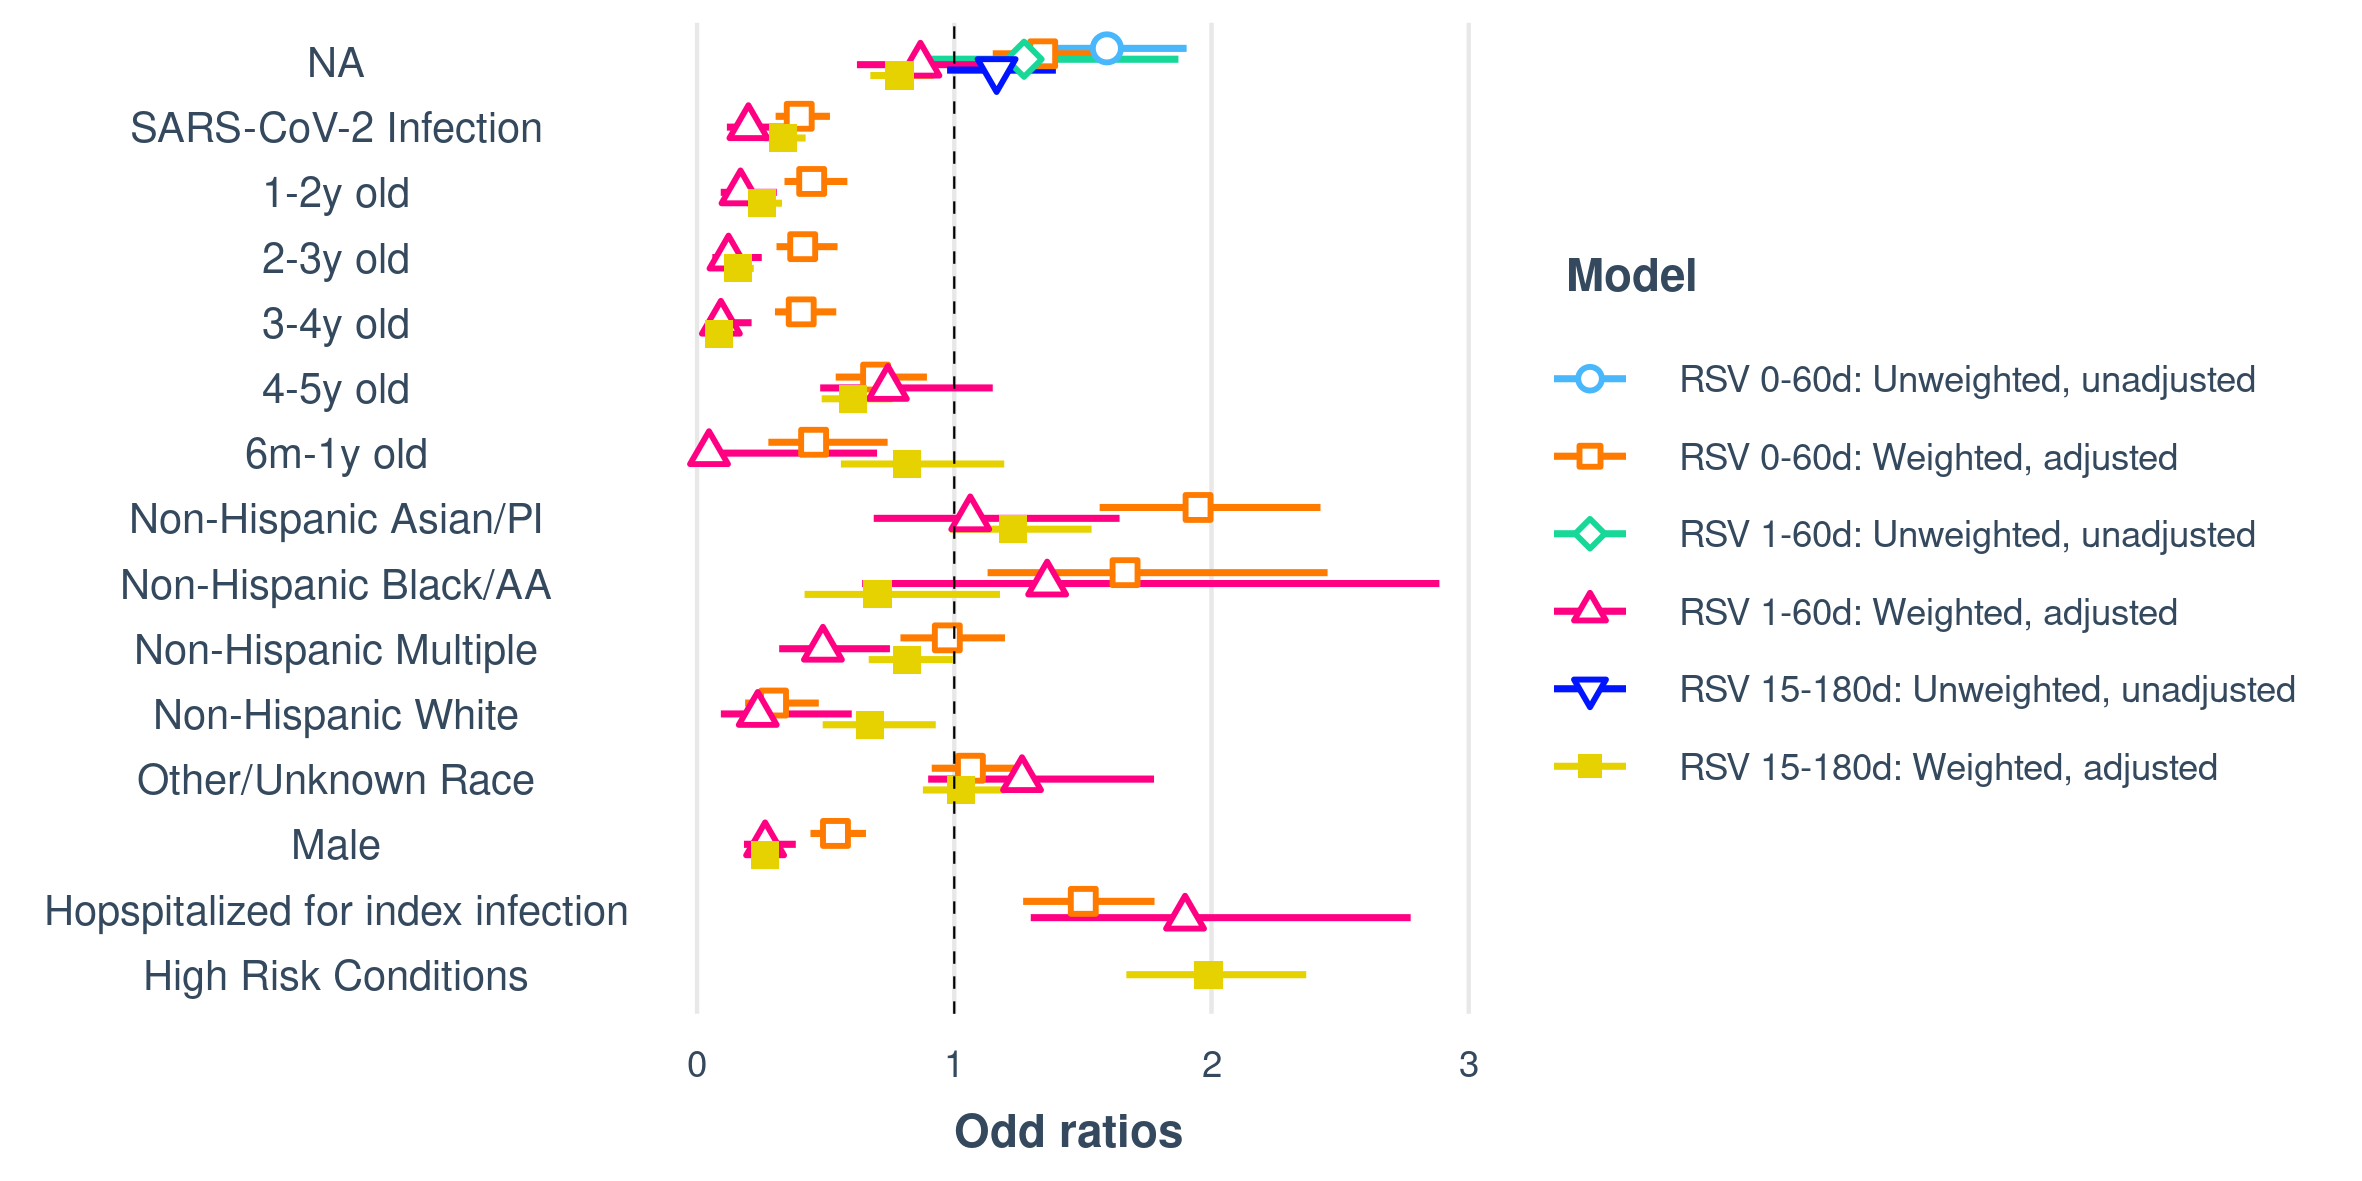 NA
SARS-CoV-2 Infection
1-2y old
2-3y old
3-4y old
4-5y old
6m-1y old
Non-Hispanic Asian/PI
Non-Hispanic Black/AA
Non-Hispanic Multiple
Non-Hispanic White
Other/Unknown Race
Male
Hopspitalized for index infection
High Risk Conditions
0 1 2 3
Odd ratios
Model
RSV 0-60d: Unweighted, unadjusted
RSV 0-60d: Weighted, adjusted
RSV 1-60d: Unweighted, unadjusted
RSV 1-60d: Weighted, adjusted
RSV 15-180d: Unweighted, unadjusted
RSV 15-180d: Weighted, adjusted